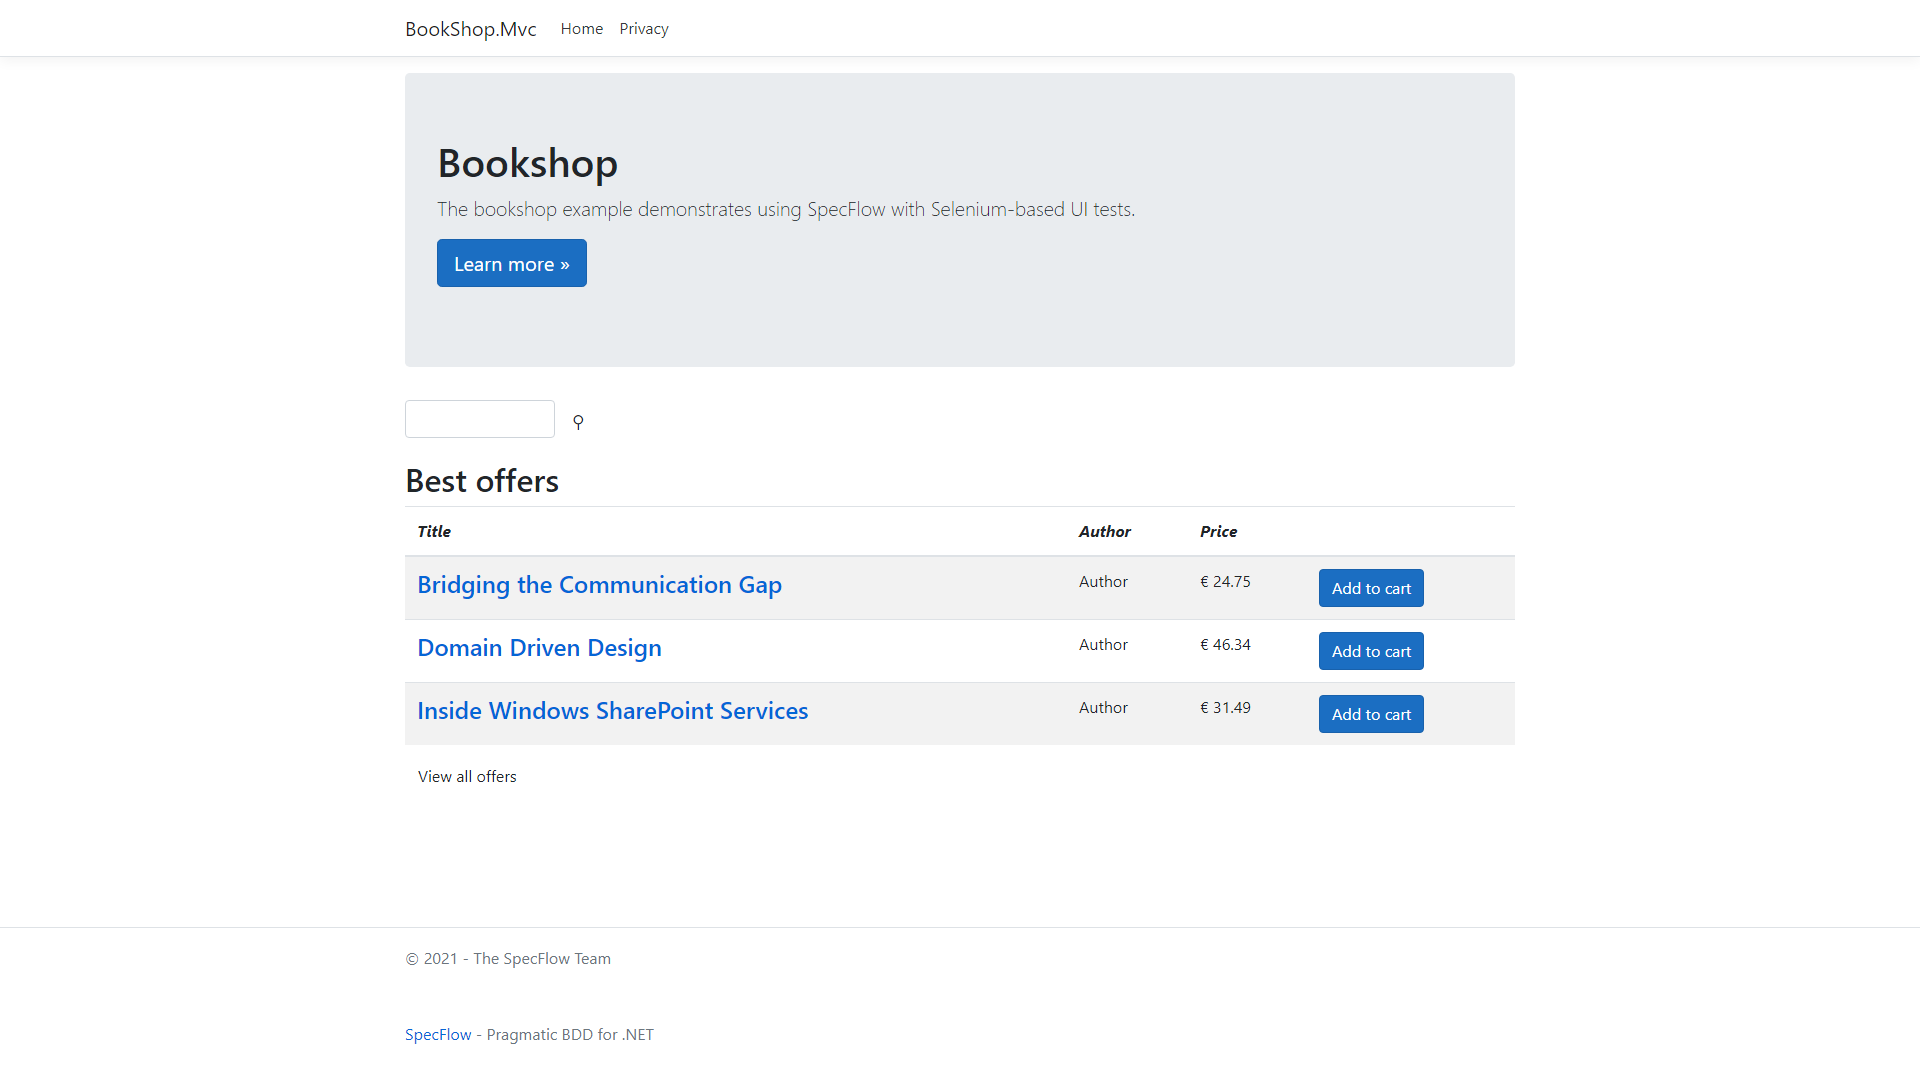 BookShop.Mvc Home Privacy
Bookshop
The bookshop example demonstrates using SpecFlow with Selenium-based UI tests.
Learn more »
Best offers
Title Author Price
Bridging the Communication Gap Author € 24.75 Add to cart
Domain Driven Design Author € 46.34 Add to cart
Inside Windows SharePoint Services Author € 31.49 Add to cart
View all offers
© 2021 - The SpecFlow Team
SpecFlow - Pragmatic BDD for .NET